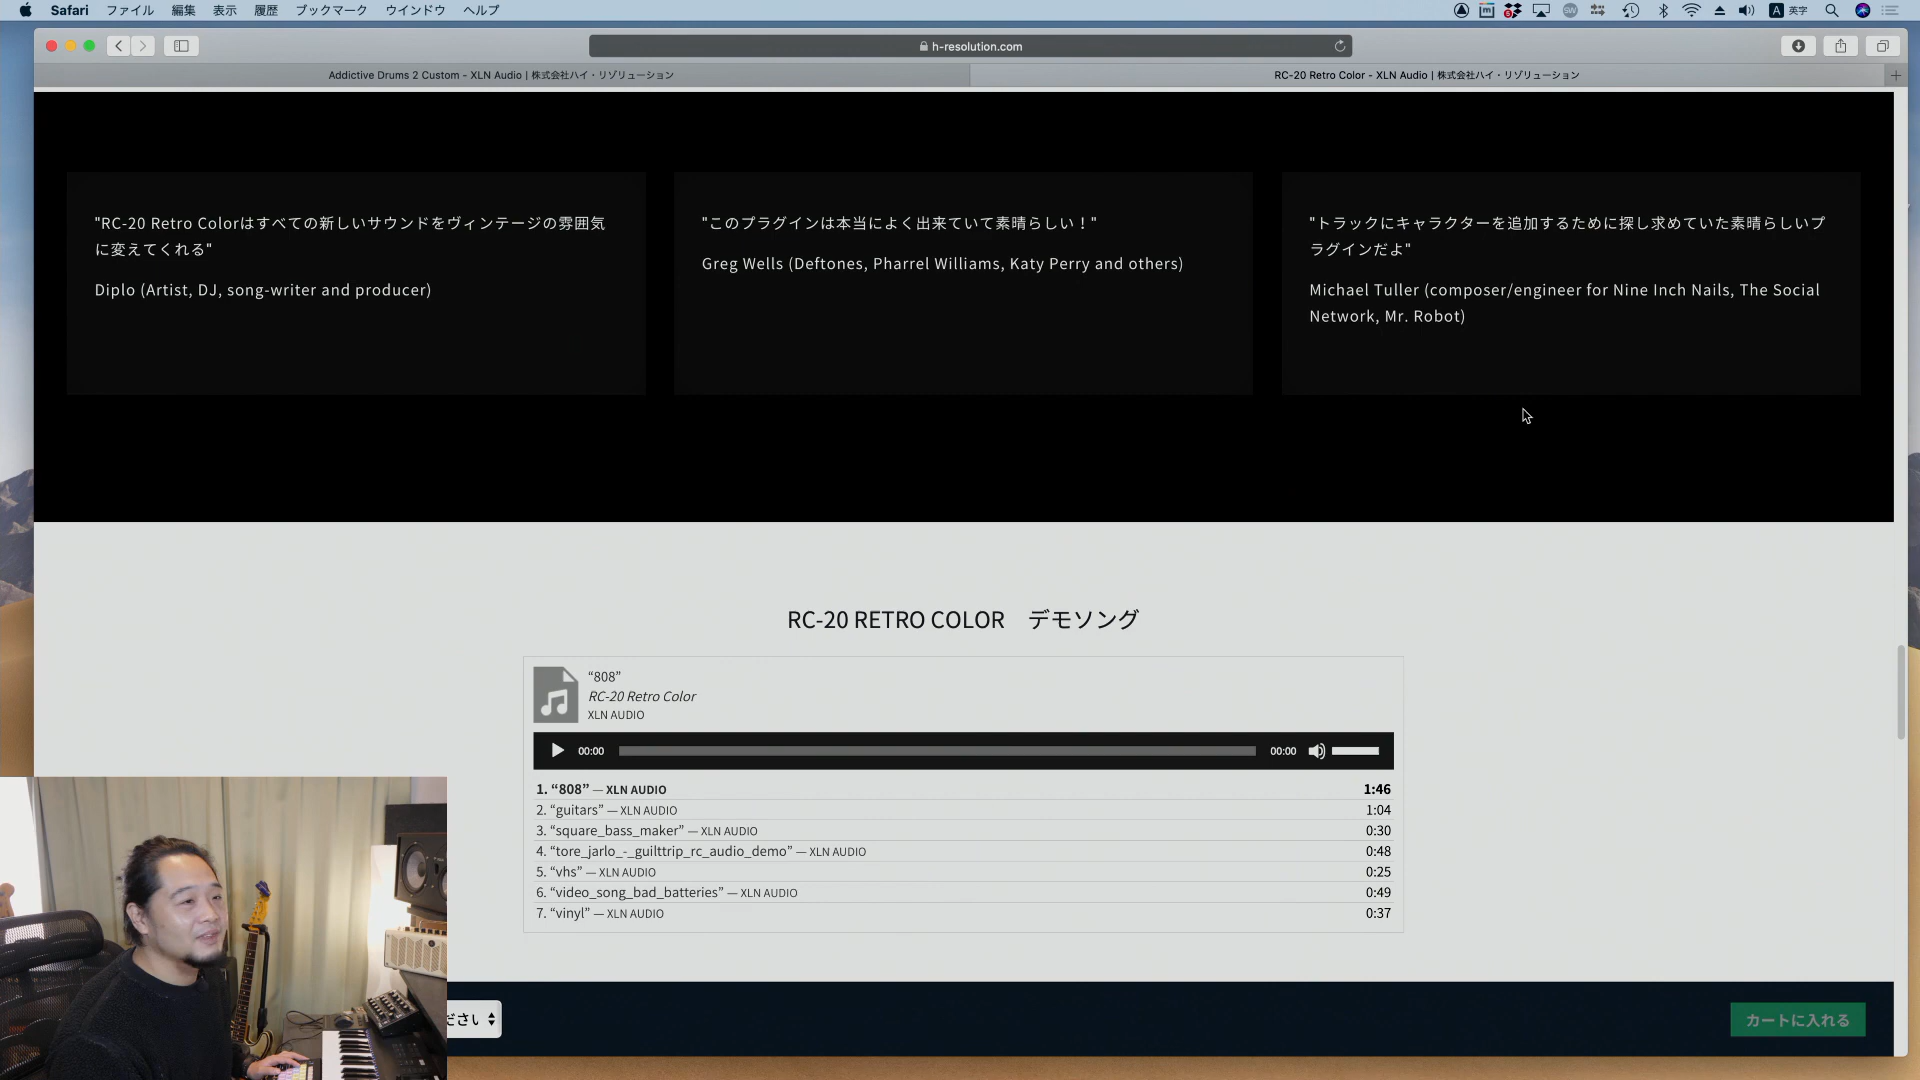 Safari ファイル 編集 表示 履歴 ブックマーク ウインドウ ヘルプ
英字
h-resolution.com
Addictive Drums 2 Custom - XLN Audio | 株式会社ハイ・リゾリューション
RC-20 Retro Color - XLN Audio | 株式会社ハイ・リゾリューション
"RC-20 Retro Colorはすべての新しいサウンドをヴィンテージの雰囲気
に変えてくれる"
Diplo (Artist, DJ, song-writer and producer)
"このプラグインは本当によく出来ていて素晴らしい！"
Greg Wells (Deftones, Pharrel Williams, Katy Perry and others)
"トラックにキャラクターを追加するために探し求めていた素晴らしいプ
ラグインだよ"
Michael Tuller (composer/engineer for Nine Inch Nails, The Social
Network, Mr. Robot)
RC-20 RETRO COLOR　デモソング
“808”
RC-20 Retro Color
XLN AUDIO
00:00 00:00
1. “808” — XLN AUDIO 1:46
2. “guitars” — XLN AUDIO 1:04
3. “square_bass_maker” — XLN AUDIO 0:30
4. “tore_jarlo_-_guilttrip_rc_audio_demo” — XLN AUDIO 0:48
5. “vhs” — XLN AUDIO 0:25
6. “video_song_bad_batteries” — XLN AUDIO 0:49
7. “vinyl” — XLN AUDIO 0:37
ださい
カートに入れる